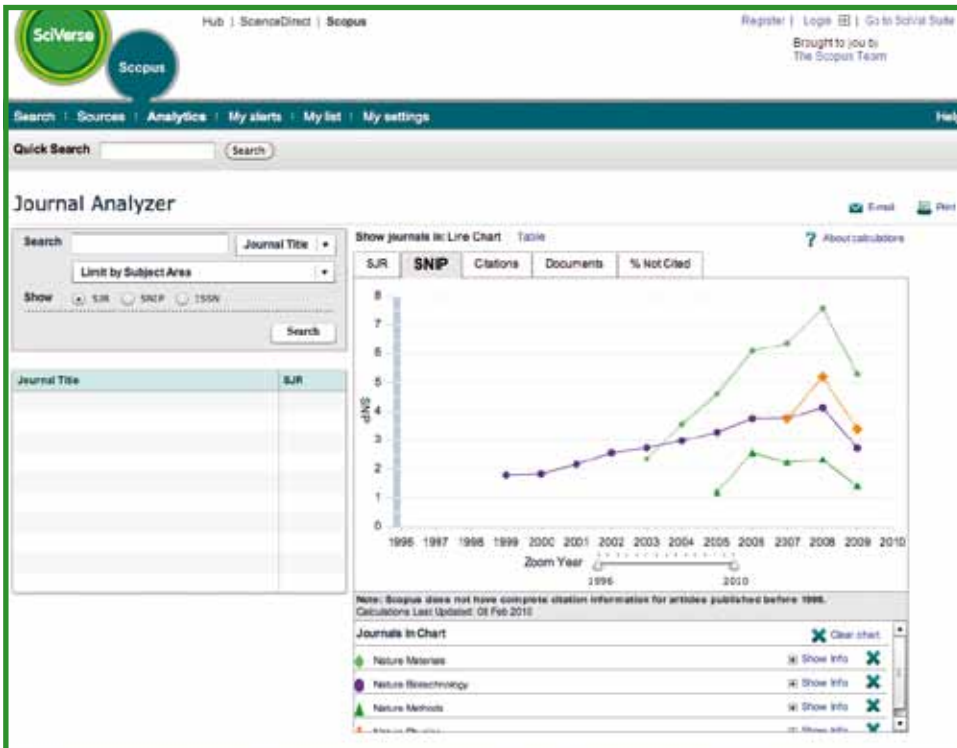 SciVerse
Scopus
Hub | ScienceDirect | Scopus
Register | Login | Go to SciVal Suite
Brought to you by
The Scopus Team
Search Sources Analytics My alerts My list My settings Help
Quick Search Search
Journal Analyzer
E-mail Print
Search Journal Title
Limit by Subject Area
Show SJR SNIP ISSN
Search
Journal Title SJR
Show journals in: Line Chart Table
About calculations
SJR SNIP Citations Documents % Not Cited
8
7
6
5
4
3
2
1
0
SNIP
1996 1997 1998 1999 2000 2001 2002 2003 2004 2005 2006 2007 2008 2009 2010
Zoom Year
1996 2010
Note: Scopus does not have complete citation information for articles published before 1996.
Calculations Last Updated: 08 Feb 2010
Journals in Chart Clear chart
Nature Materials Show Info
Nature Biotechnology Show Info
Nature Methods Show Info
Show Info